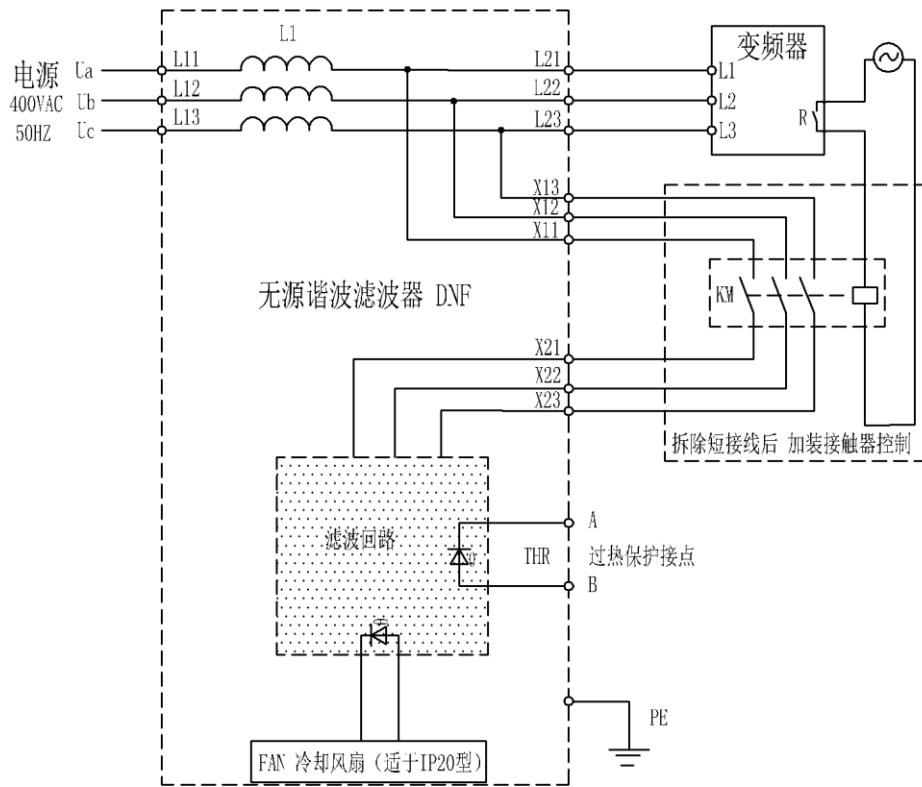 L1
变频器
电源 Ua L11 L21 L1
400VAC Ub L12 L22 L2
50HZ Uc L13 L23 L3
R
X13
X12
X11
无源谐波滤波器 DNF
KM
X21
X22
X23
拆除短接线后 加装接触器控制
A
滤波回路
THR 过热保护接点
B
θ
θ
PE
FAN 冷却风扇（适于IP20型）